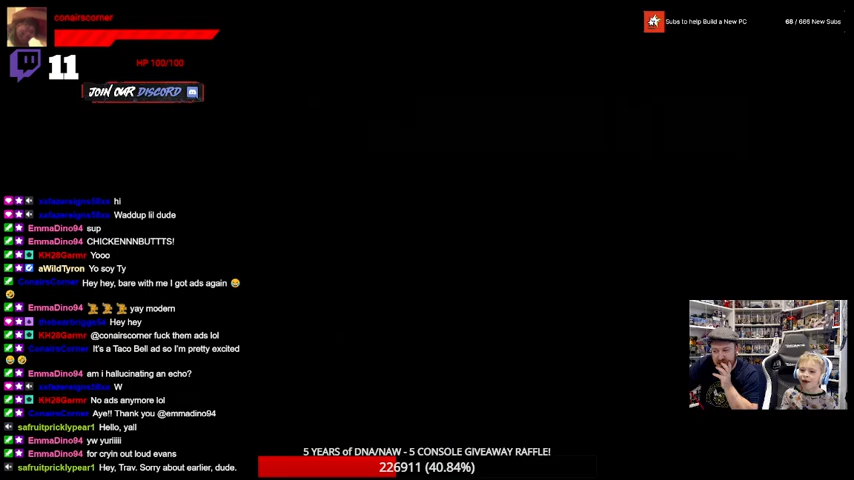 conairscorner
Subs to help Build a New PC
68 / 666 New Subs
11
HP 100/100
JOIN OUR DISCORD
hi
Waddup lil dude
EmmaDino94 sup
EmmaDino94 CHICKENNNBUTTTS!
KH28Garmr Yooo
aWildTyron Yo soy Ty
ConairsCorner Hey hey, bare with me I got ads again
EmmaDino94 yay modern
Hey hey
KH28Garmr @conairscorner fuck them ads lol
ConairsCorner It's a Taco Bell ad so I'm pretty excited
EmmaDino94 am i hallucinating an echo?
W
KH28Garmr No ads anymore lol
ConairsCorner Aye!! Thank you @emmadino94
safruitpricklypear1 Hello, yall
EmmaDino94 yw yuriiiii
EmmaDino94 for cryin out loud evans
safruitpricklypear1 Hey, Trav. Sorry about earlier, dude.
5 YEARS of DNA/NAW - 5 CONSOLE GIVEAWAY RAFFLE!
226911 (40.84%)